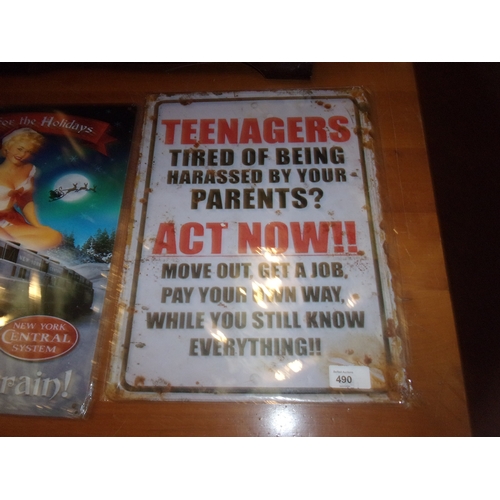 For the Holidays
NEW YORK
CENTRAL
SYSTEM
rain!
TEENAGERS
TIRED OF BEING
HARASSED BY YOUR
PARENTS?
ACT NOW!!
MOVE OUT, GET A JOB,
PAY YOUR OWN WAY,
WHILE YOU STILL KNOW
EVERYTHING!!
490